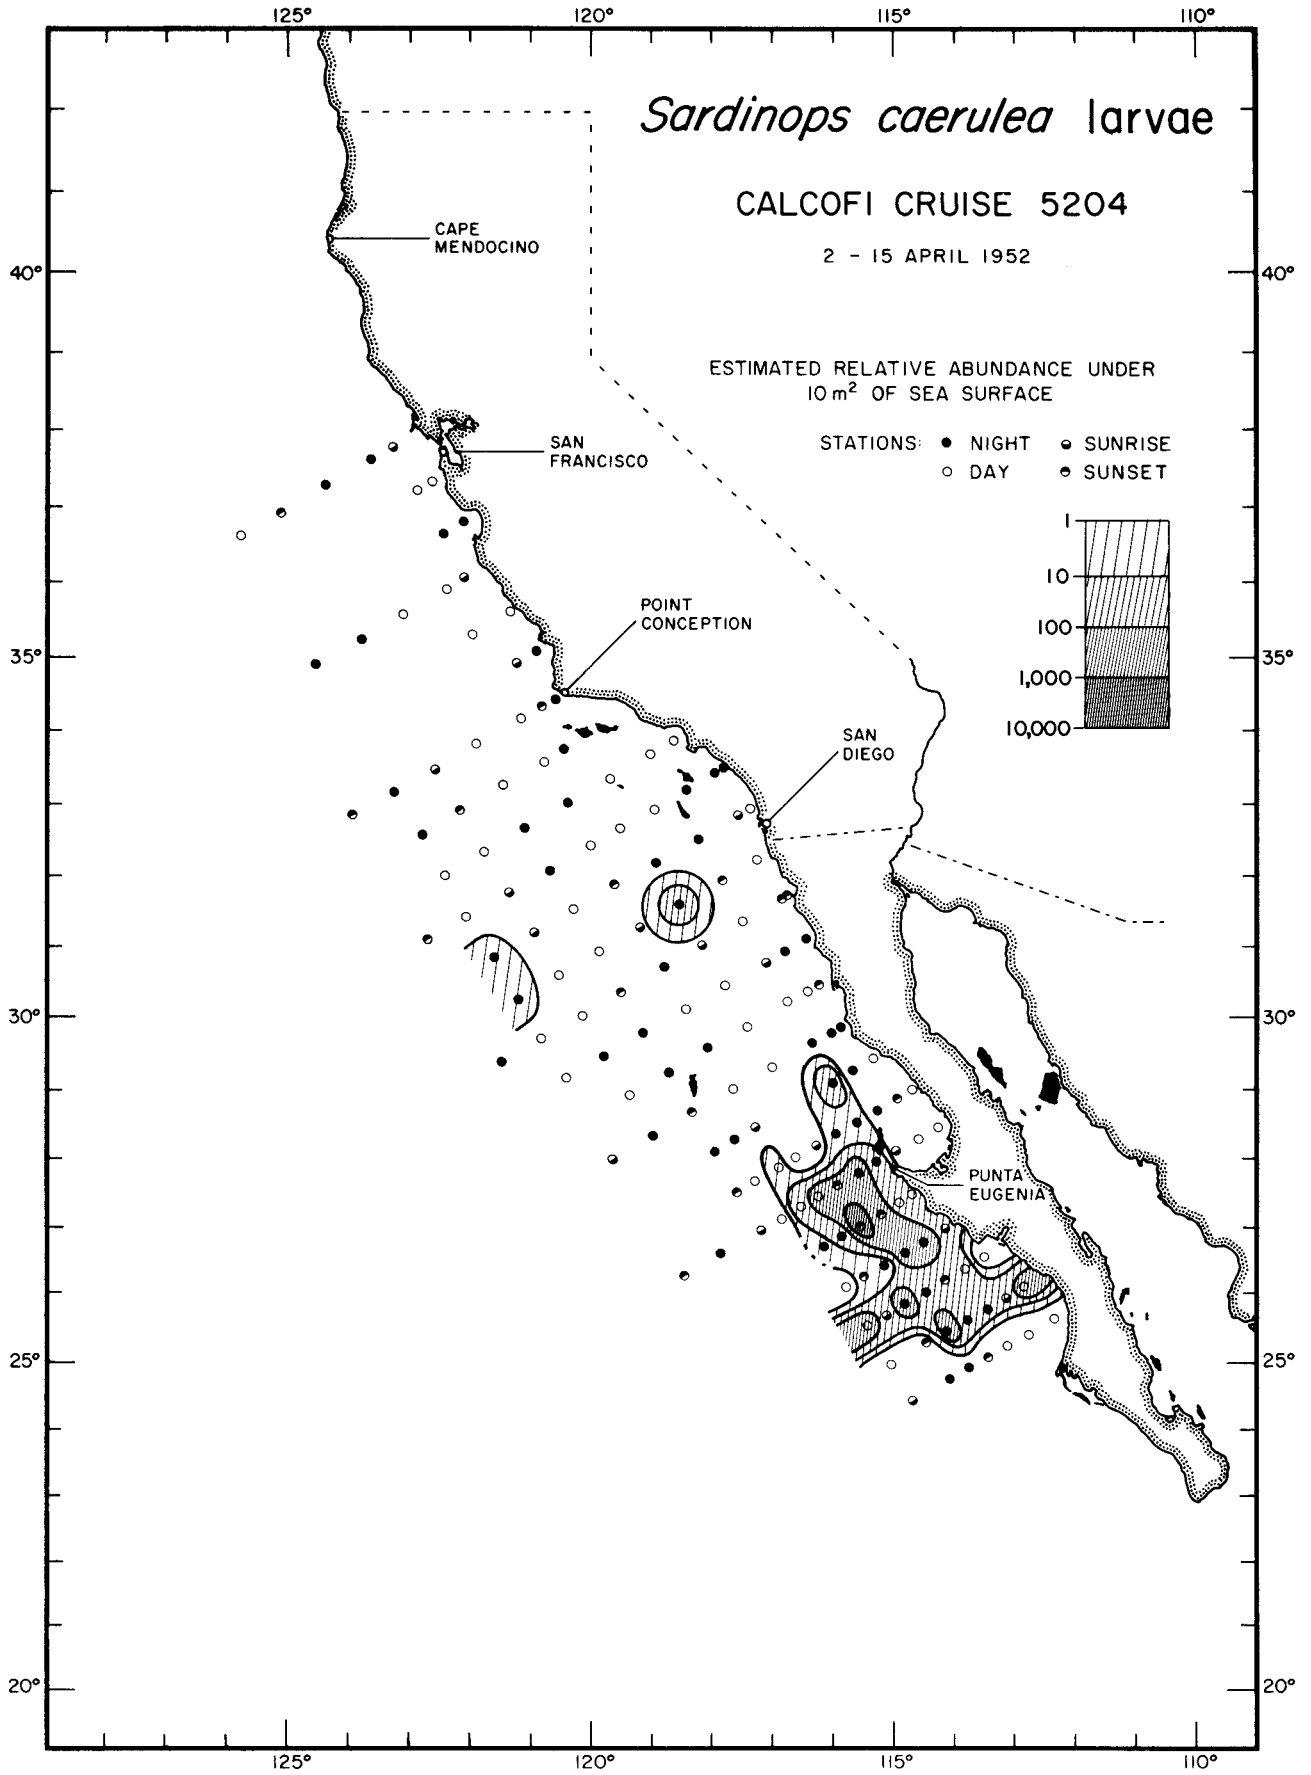 125° 120° 115° 110°
Sardinops caerulea larvae
CALCOFI CRUISE 5204
2 - 15 APRIL 1952
CAPE
MENDOCINO
40° 40°
ESTIMATED RELATIVE ABUNDANCE UNDER
10 m² OF SEA SURFACE
STATIONS: NIGHT SUNRISE
DAY SUNSET
SAN
FRANCISCO
1
10
100
1,000
10,000
POINT
CONCEPTION
35° 35°
SAN
DIEGO
30° 30°
PUNTA
EUGENIA
25° 25°
20° 20°
125° 120° 115° 110°